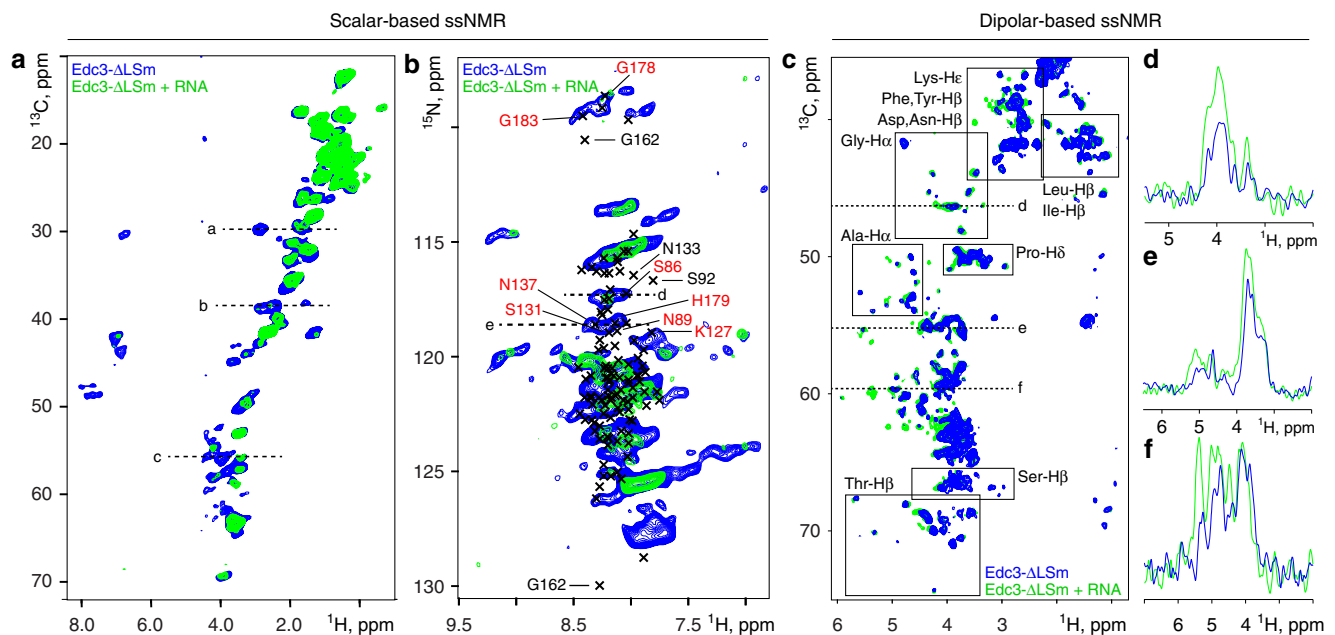 Scalar-based ssNMR
Dipolar-based ssNMR
a
Edc3-ΔLSm
Edc3-ΔLSm + RNA
¹³C, ppm
20
30
40
50
60
70
a
b
c
8.0
6.0
4.0
2.0
¹H, ppm
b
Edc3-ΔLSm
Edc3-ΔLSm + RNA
¹⁵N, ppm
115
120
125
130
G178
G183
G162
N133
S86
S92
N137
d
S131
H179
e
N89
K127
G162
9.5
8.5
7.5
¹H, ppm
c
¹³C, ppm
50
60
70
Lys-Hε
Phe,Tyr-Hβ
Asp,Asn-Hβ
Gly-Hα
Leu-Hβ
Ile-Hβ
d
Ala-Hα
Pro-Hδ
e
f
Ser-Hβ
Thr-Hβ
Edc3-ΔLSm
Edc3-ΔLSm + RNA
6
4
3
1
¹H, ppm
d
5
4
¹H, ppm
e
6
5
4
¹H, ppm
f
6
5
4
¹H, ppm